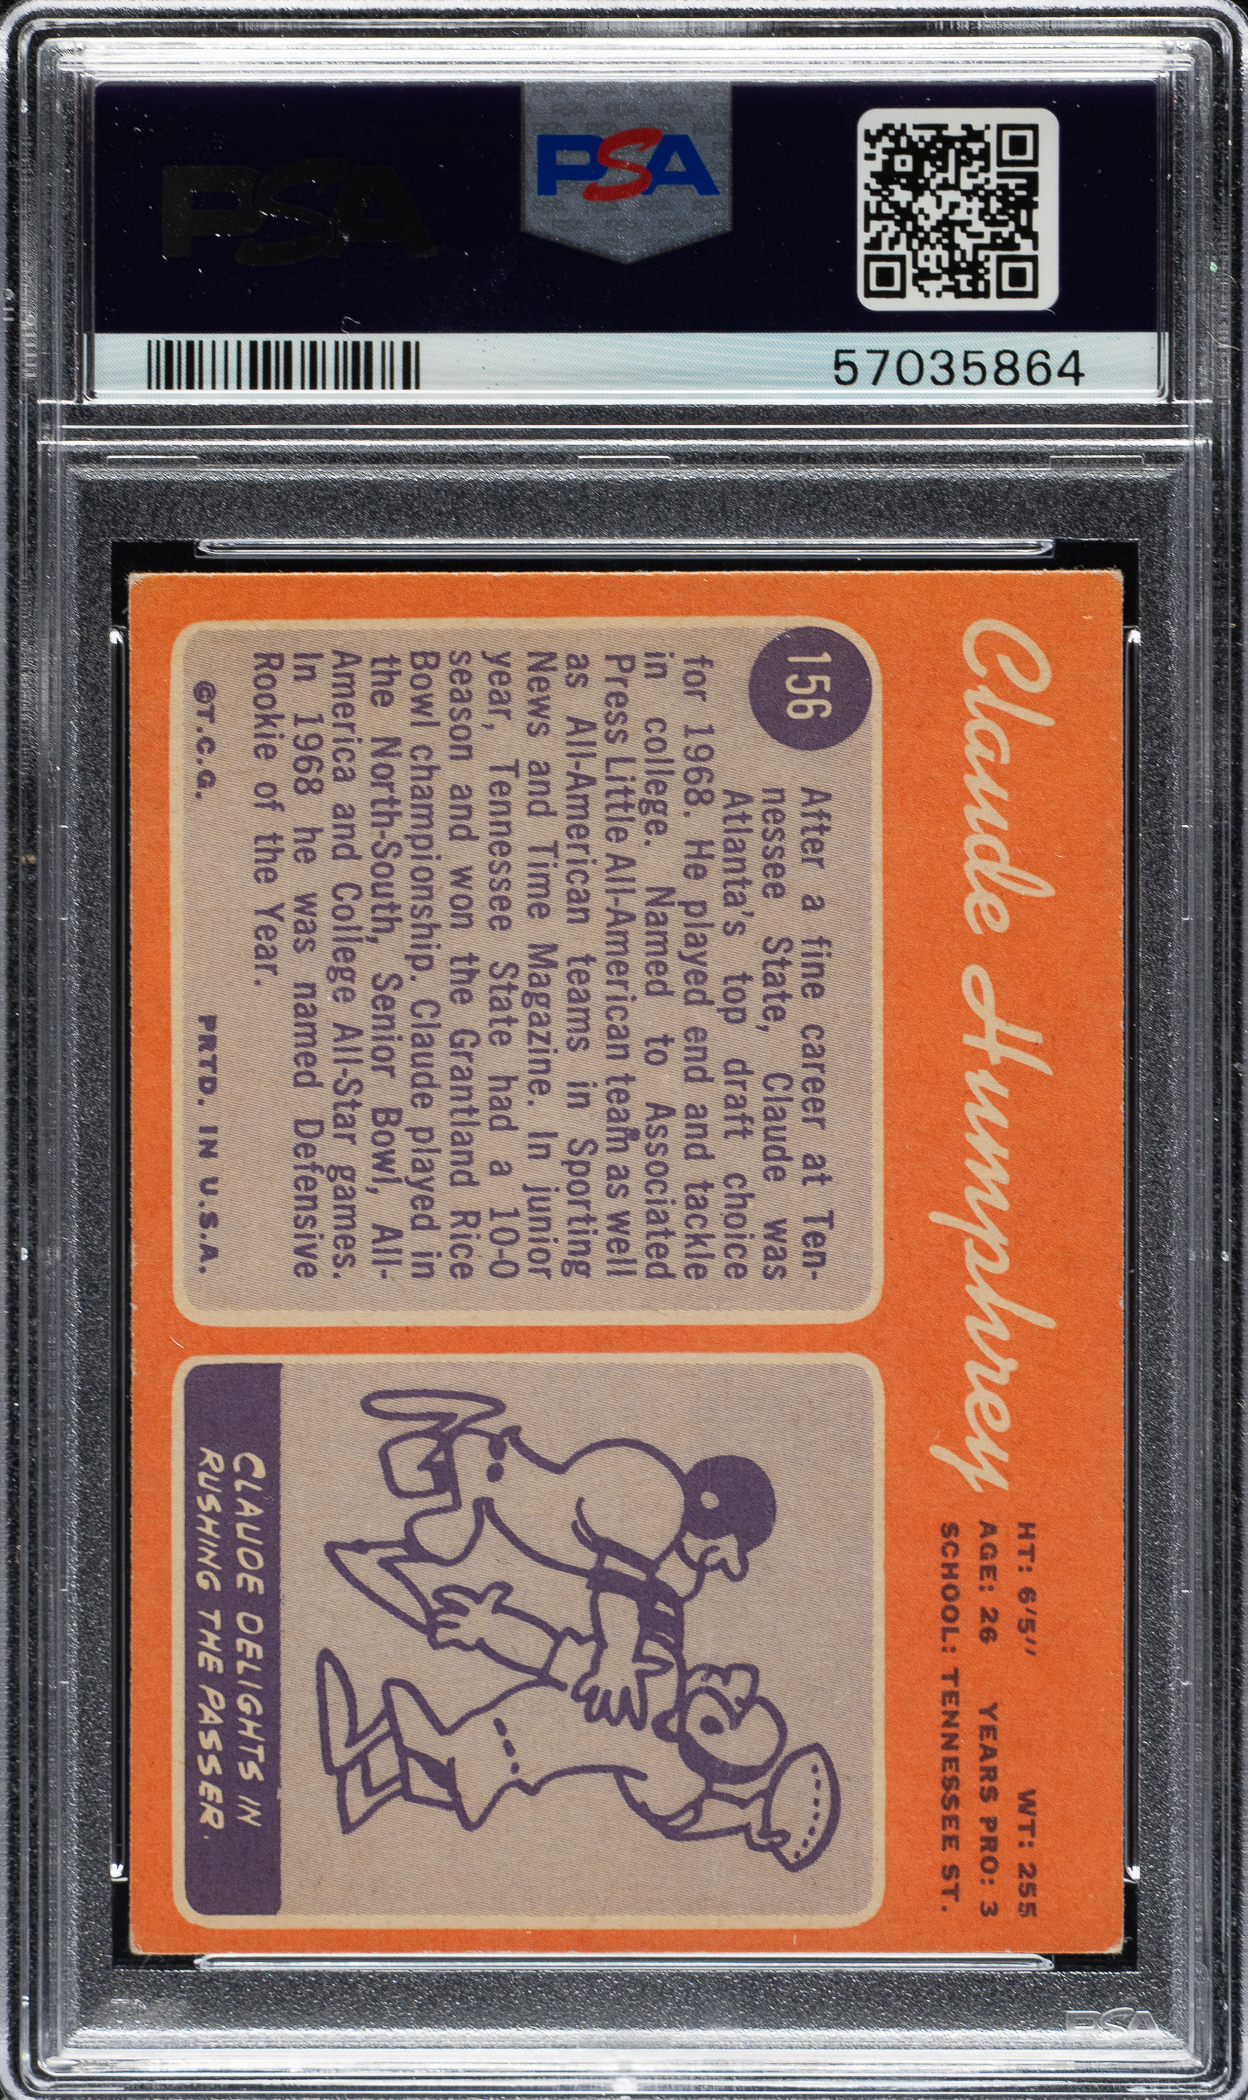 PSA
PSA
57035864
Claude Humphrey
HT: 6'5" WT: 255
AGE: 26 YEARS PRO: 3
SCHOOL: TENNESSEE ST.
156
After a fine career at Ten-
nessee State, Claude was
Atlanta's top draft choice
for 1968. He played end and tackle
in college. Named to Associated
Press Little All-American team as well
as All-American teams in Sporting
News and Time Magazine. In junior
year, Tennessee State had a 10-0
season and won the Grantland Rice
Bowl championship. Claude played in
the North-South, Senior Bowl, All-
America and College All-Star games.
In 1968 he was named Defensive
Rookie of the Year.
©T.C.G. PRTD. IN U.S.A.
CLAUDE DELIGHTS IN
RUSHING THE PASSER.
PSA